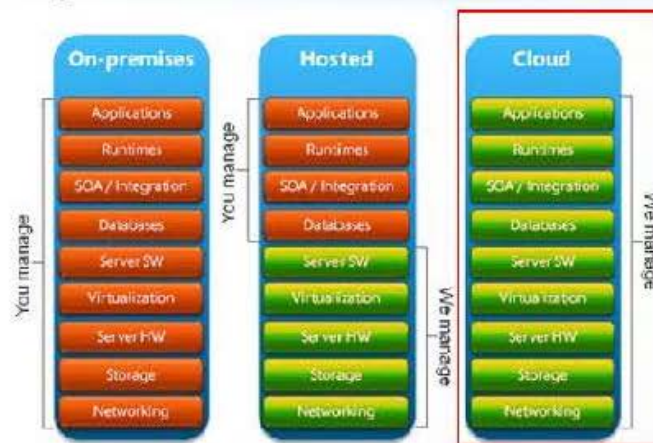 On-premises
You manage
Applications
Runtimes
SOA / Integration
Databases
Server SW
Virtualization
Server HW
Storage
Networking
Hosted
You manage
Applications
Runtimes
SOA / Integration
Databases
Server SW
Virtualization
Server HW
Storage
Networking
We manage
Cloud
Applications
Runtimes
SOA / Integration
Databases
Server SW
Virtualization
Server HW
Storage
Networking
We manage